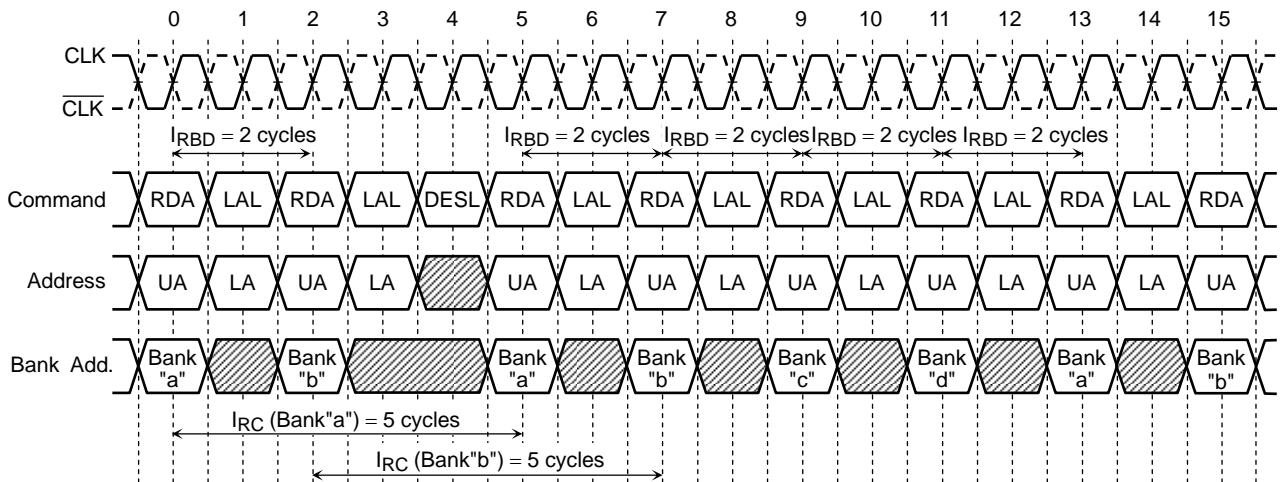 0 1 2 3 4 5 6 7 8 9 10 11 12 13 14 15
CLK
CLK
IRBD = 2 cycles IRBD = 2 cycles IRBD = 2 cycles IRBD = 2 cycles IRBD = 2 cycles
Command RDA LAL RDA LAL DESL RDA LAL RDA LAL RDA LAL RDA LAL RDA LAL RDA
Address UA LA UA LA UA LA UA LA UA LA UA LA UA LA UA
Bank Add. Bank "a" Bank "b" Bank "a" Bank "b" Bank "c" Bank "d" Bank "a" Bank "b"
IRC (Bank"a") = 5 cycles
IRC (Bank"b") = 5 cycles